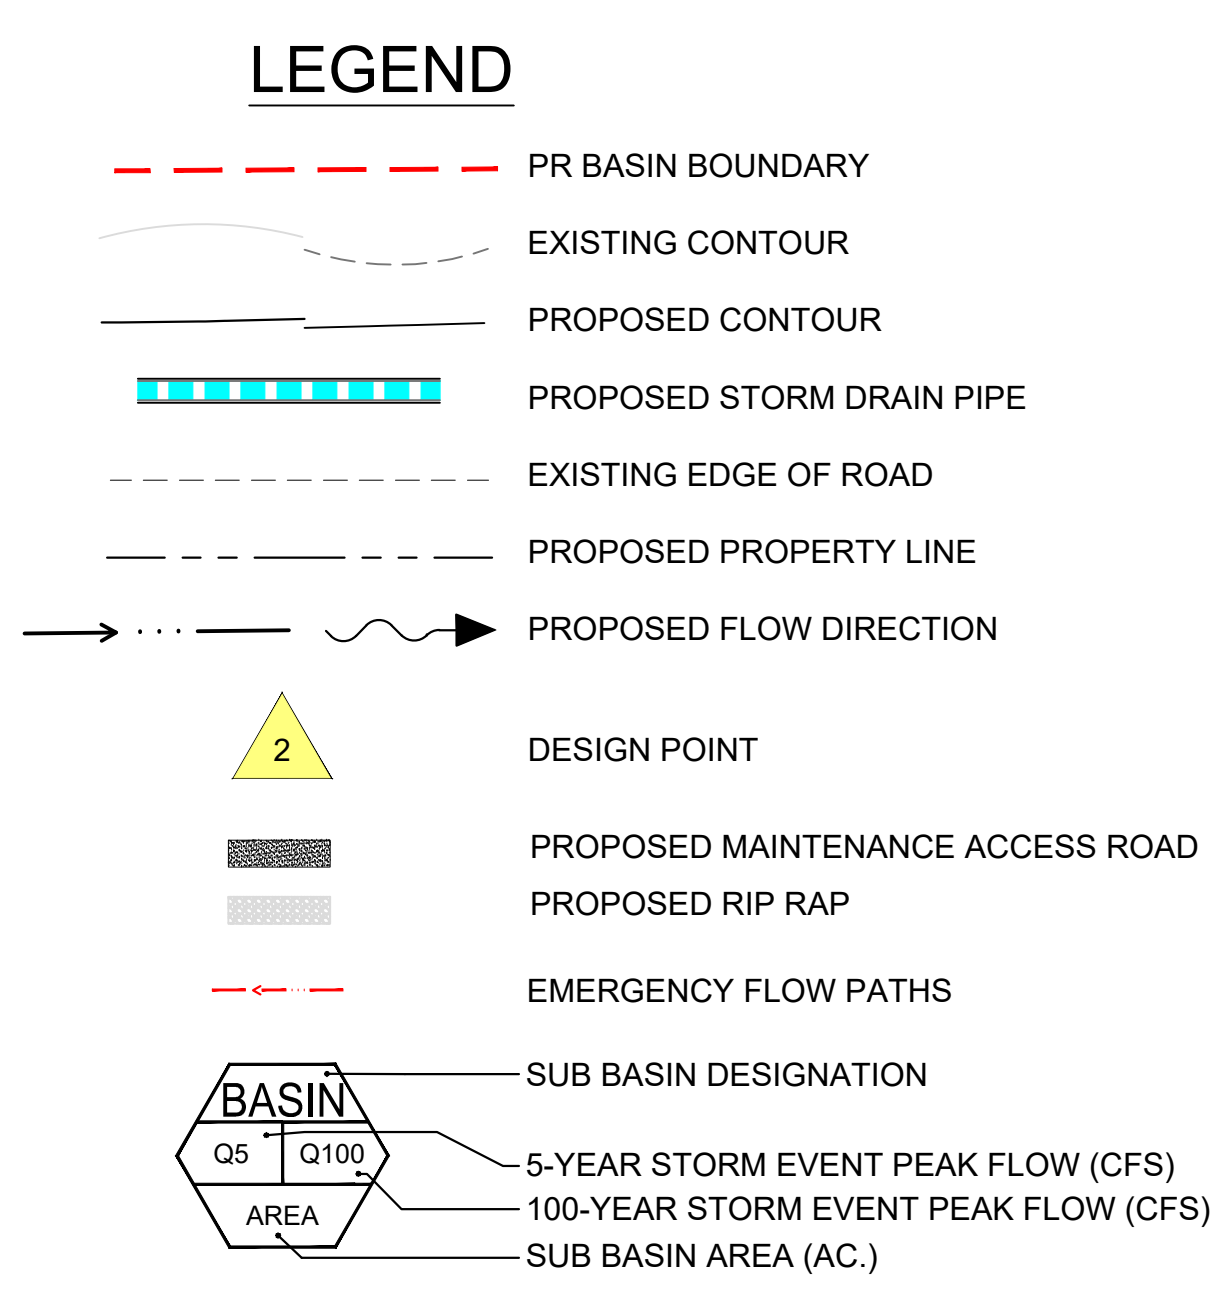 LEGEND
PR BASIN BOUNDARY
EXISTING CONTOUR
PROPOSED CONTOUR
PROPOSED STORM DRAIN PIPE
EXISTING EDGE OF ROAD
PROPOSED PROPERTY LINE
PROPOSED FLOW DIRECTION
2 DESIGN POINT
PROPOSED MAINTENANCE ACCESS ROAD
PROPOSED RIP RAP
EMERGENCY FLOW PATHS
SUB BASIN DESIGNATION
BASIN
Q5 Q100
5-YEAR STORM EVENT PEAK FLOW (CFS)
100-YEAR STORM EVENT PEAK FLOW (CFS)
AREA
SUB BASIN AREA (AC.)